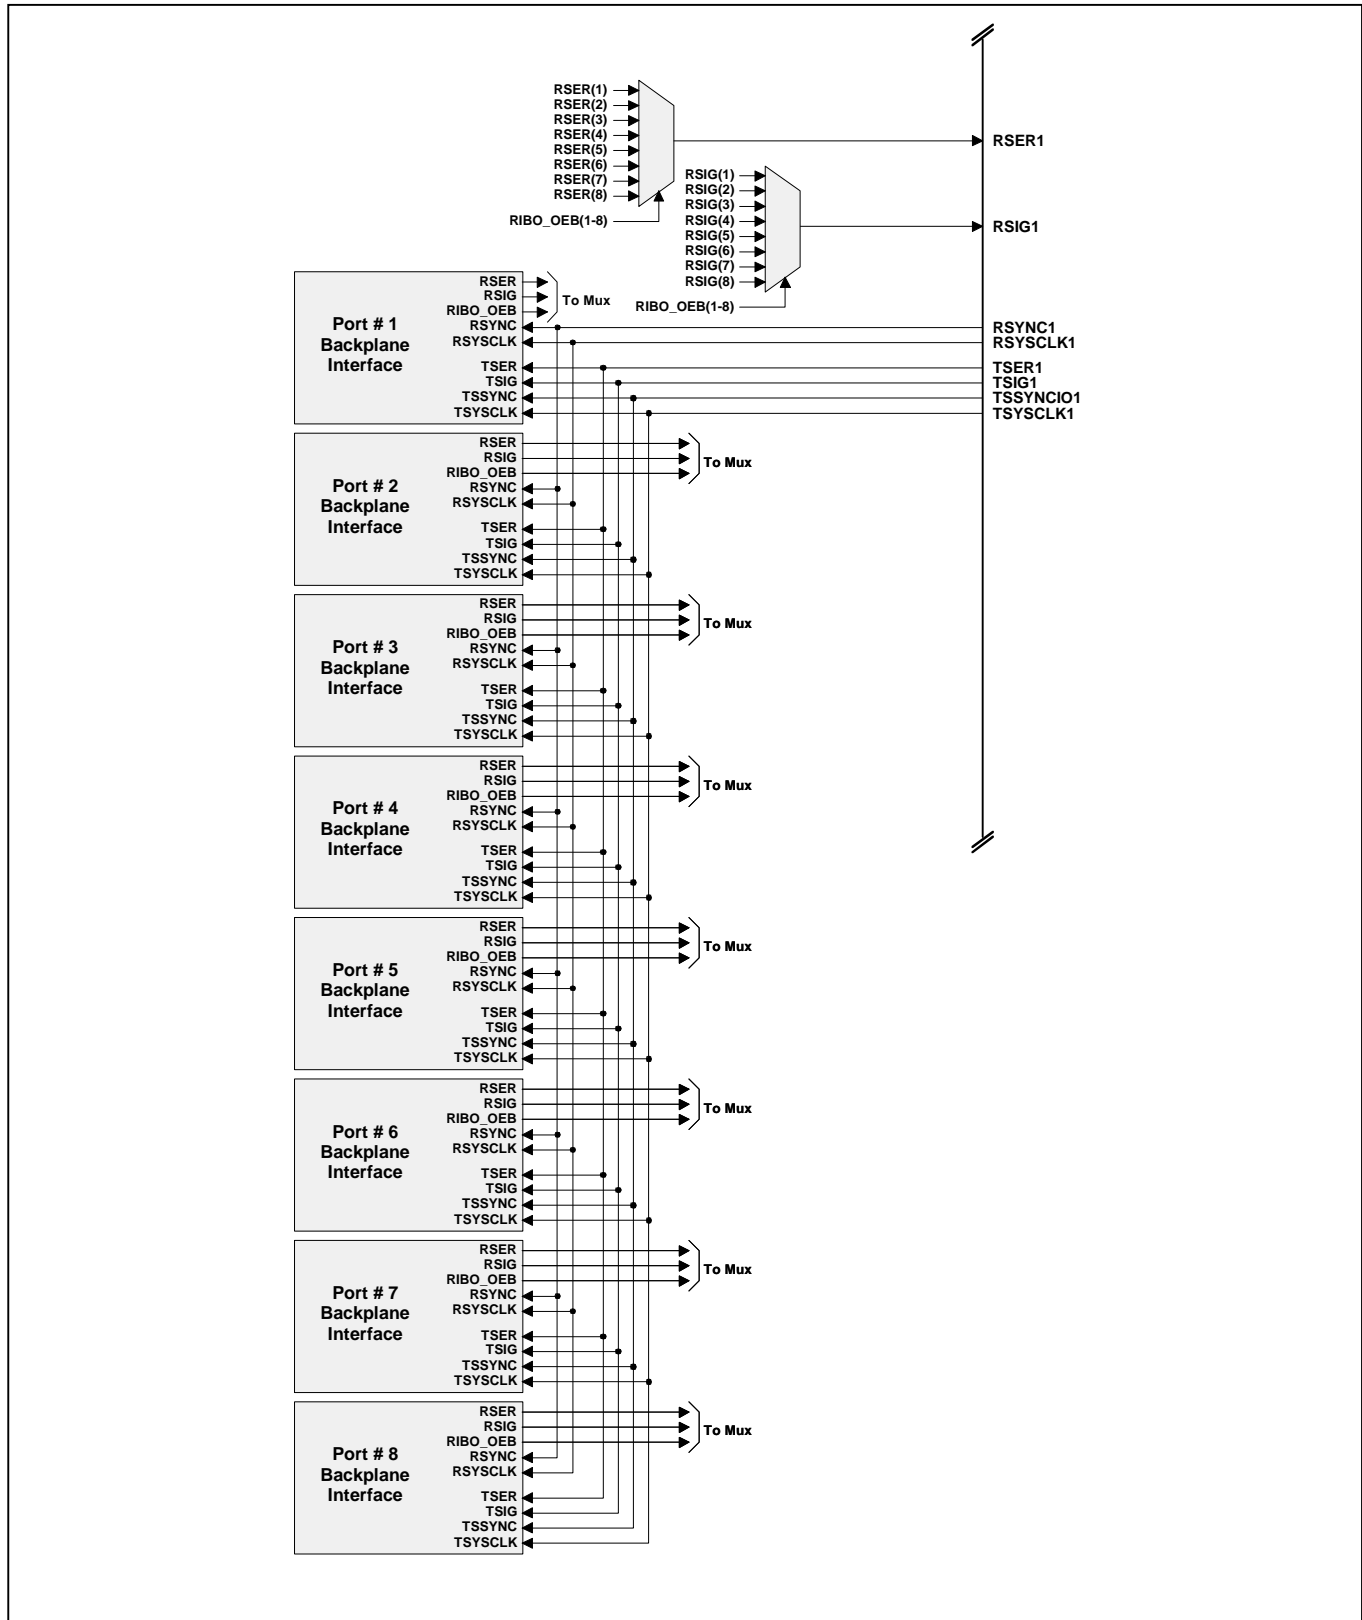 RSER(1)
RSER(2)
RSER(3)
RSER(4)
RSER(5)
RSER(6)
RSER(7)
RSER(8)
RIBO_OEB(1-8)
RSER1
RSIG(1)
RSIG(2)
RSIG(3)
RSIG(4)
RSIG(5)
RSIG(6)
RSIG(7)
RSIG(8)
RIBO_OEB(1-8)
RSIG1
Port # 1
Backplane
Interface
RSER
RSIG
RIBO_OEB
RSYNC
RSYSCLK
TSER
TSIG
TSSYNC
TSYSCLK
To Mux
RSYNC1
RSYSCLK1
TSER1
TSIG1
TSSYNCIO1
TSYSCLK1
Port # 2
Backplane
Interface
RSER
RSIG
RIBO_OEB
RSYNC
RSYSCLK
TSER
TSIG
TSSYNC
TSYSCLK
To Mux
Port # 3
Backplane
Interface
RSER
RSIG
RIBO_OEB
RSYNC
RSYSCLK
TSER
TSIG
TSSYNC
TSYSCLK
To Mux
Port # 4
Backplane
Interface
RSER
RSIG
RIBO_OEB
RSYNC
RSYSCLK
TSER
TSIG
TSSYNC
TSYSCLK
To Mux
Port # 5
Backplane
Interface
RSER
RSIG
RIBO_OEB
RSYNC
RSYSCLK
TSER
TSIG
TSSYNC
TSYSCLK
To Mux
Port # 6
Backplane
Interface
RSER
RSIG
RIBO_OEB
RSYNC
RSYSCLK
TSER
TSIG
TSSYNC
TSYSCLK
To Mux
Port # 7
Backplane
Interface
RSER
RSIG
RIBO_OEB
RSYNC
RSYSCLK
TSER
TSIG
TSSYNC
TSYSCLK
To Mux
Port # 8
Backplane
Interface
RSER
RSIG
RIBO_OEB
RSYNC
RSYSCLK
TSER
TSIG
TSSYNC
TSYSCLK
To Mux